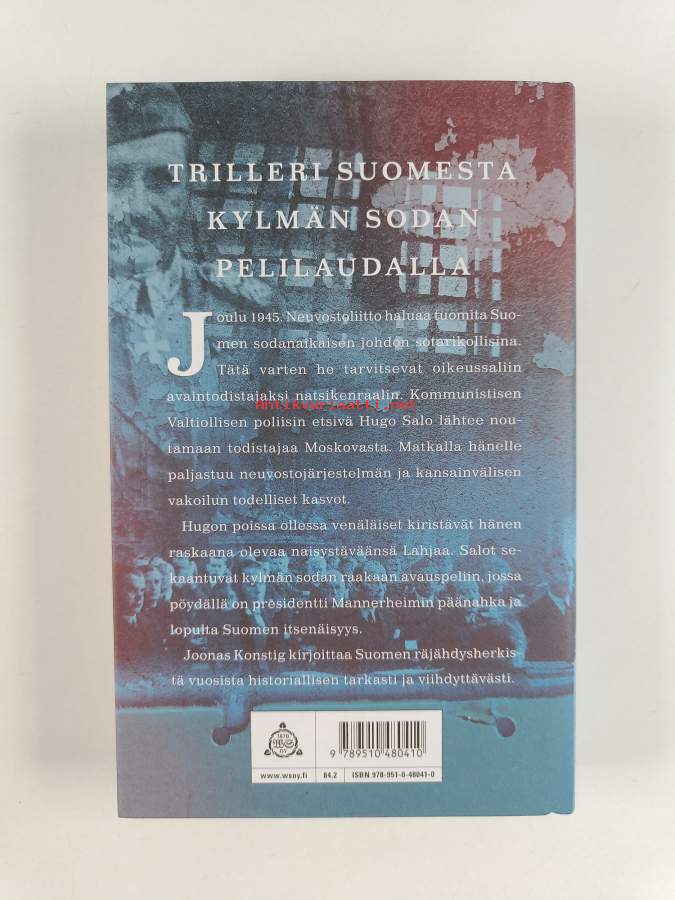 TRILLERI SUOMESTA
KYLMÄN SODAN
PELILAUDALLA
Joulu 1945. Neuvostoliitto haluaa tuomita Suo-
men sodanaikaisen johdon sotarikollisina.
Tätä varten he tarvitsevat oikeussaliin
avaintodistajaksi natsikenraalin. Kommunistisen
Antikvariaatti.net
Valtiollisen poliisin etsivä Hugo Salo lähtee nou-
tamaan todistajaa Moskovasta. Matkalla hänelle
paljastuu neuvostojärjestelmän ja kansainvälisen
vakoilun todelliset kasvot.
Hugon poissa ollessa venäläiset kiristävät hänen
raskaana olevaa naisystäväänsä Lahjaa. Salot se-
kaantuvat kylmän sodan raakaan avauspeliin, jossa
pöydällä on presidentti Mannerheimin päänahka ja
lopulta Suomen itsenäisyys.
Joonas Konstig kirjoittaa Suomen räjähdysherkis-
tä vuosista historiallisen tarkasti ja viihdyttävästi.
1878
WS
OY
9 789510 480410
www.wsoy.fi
84.2
ISBN 978-951-0-48041-0